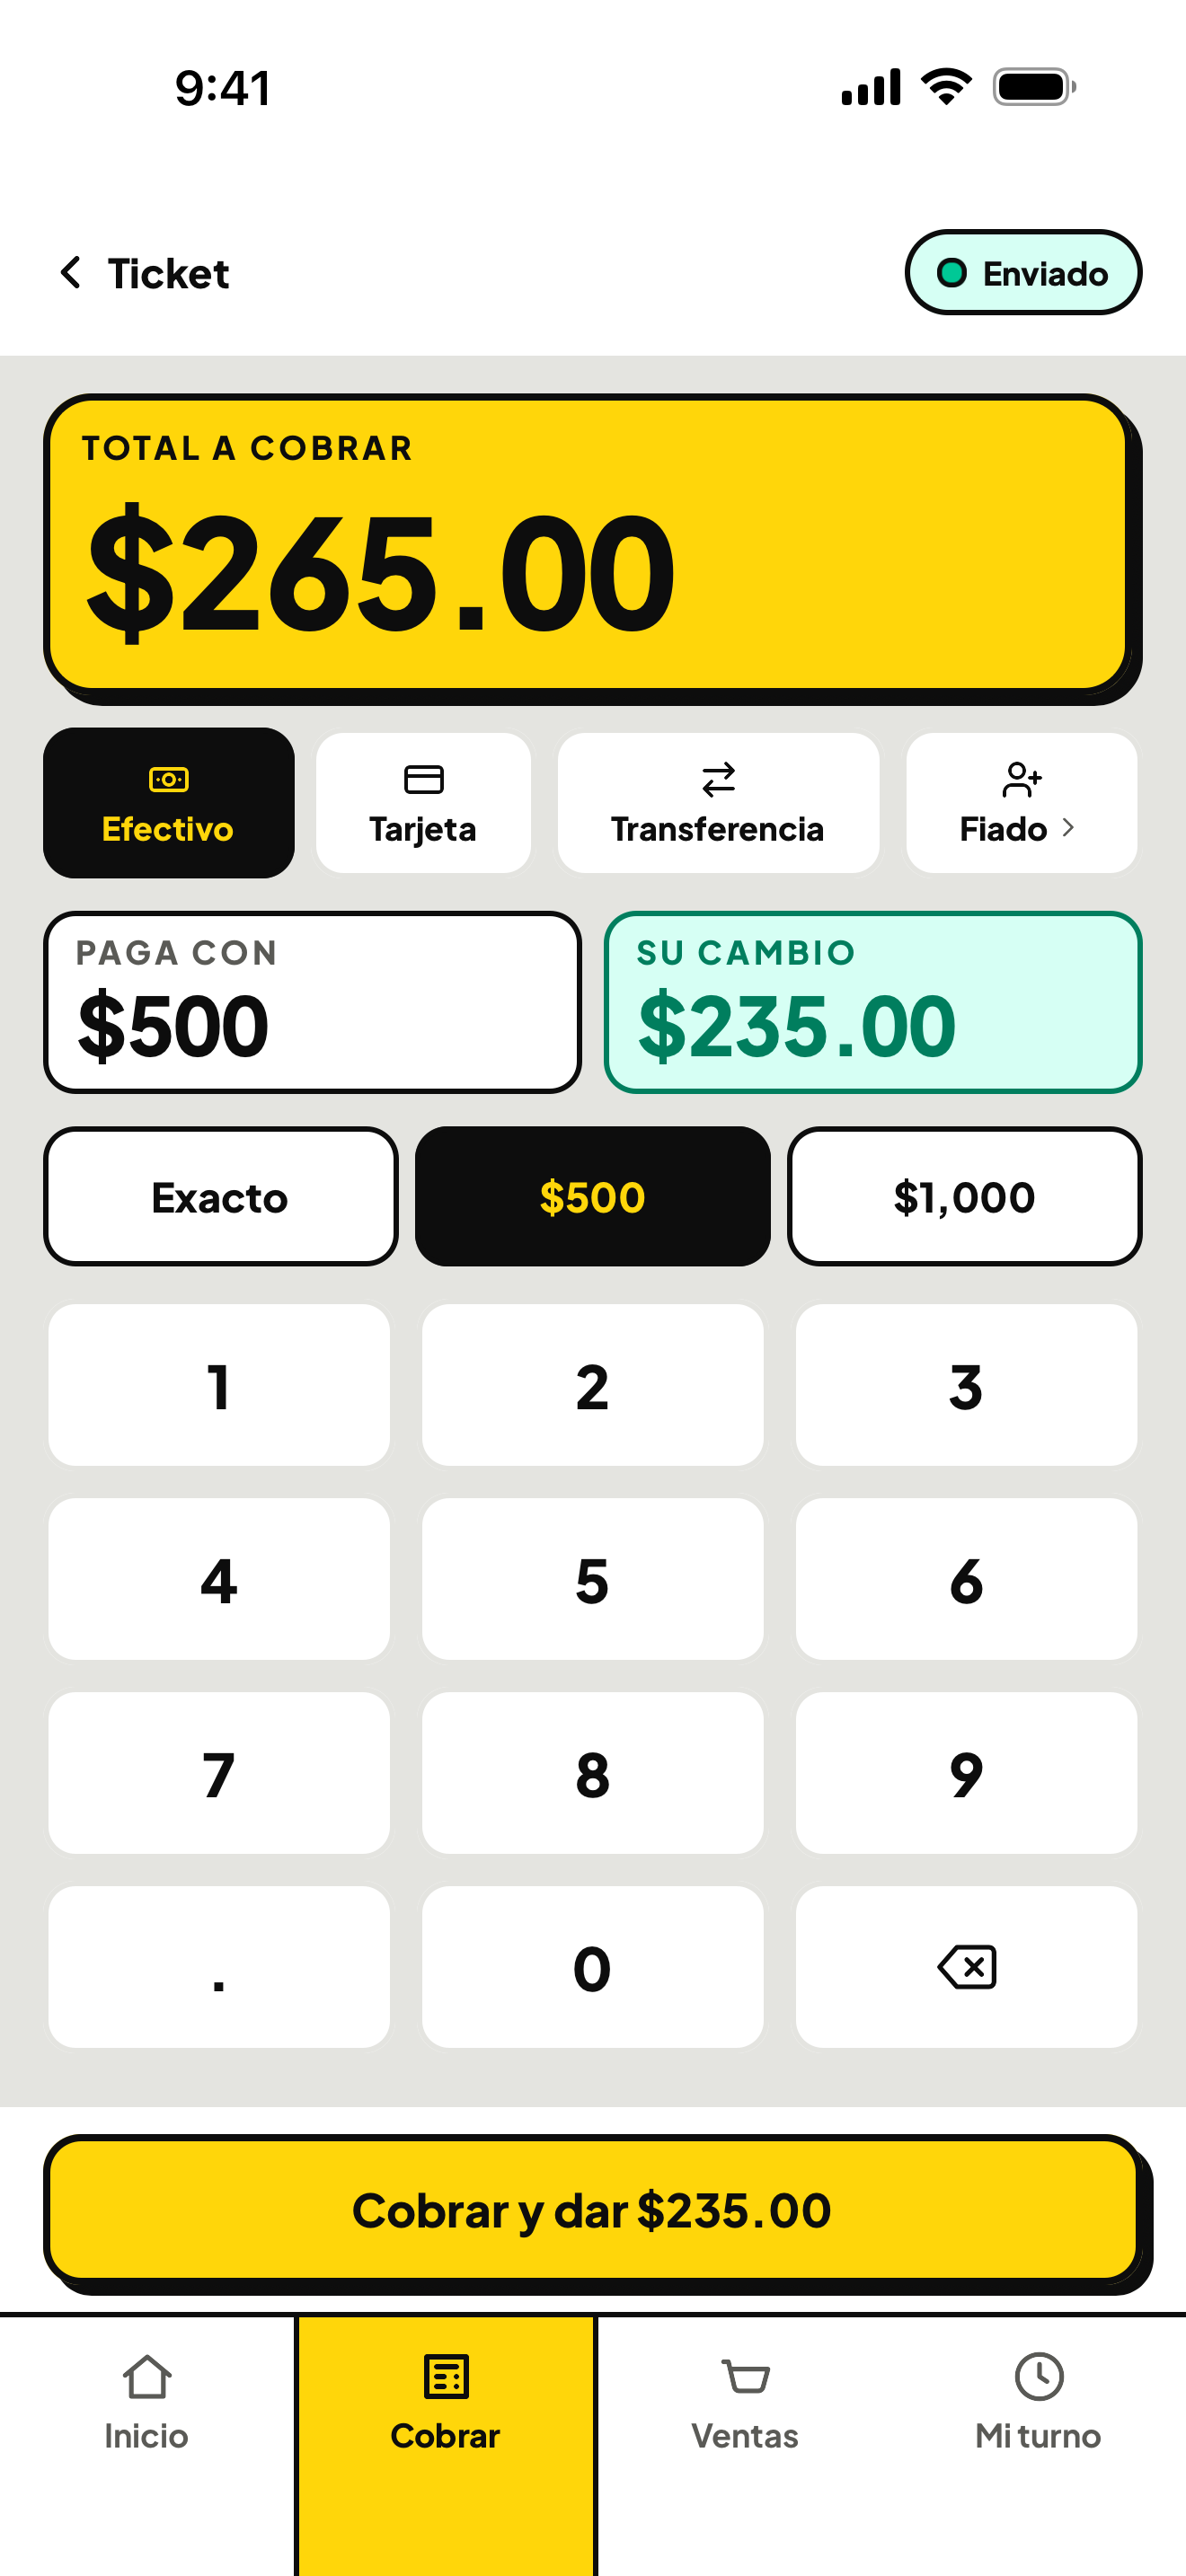 9:41
Ticket
Enviado
TOTAL A COBRAR
$265.00
Efectivo
Tarjeta
Transferencia
Fiado
PAGA CON
$500
SU CAMBIO
$235.00
Exacto
$500
$1,000
1
2
3
4
5
6
7
8
9
.
0
Cobrar y dar $235.00
Inicio
Cobrar
Ventas
Mi turno